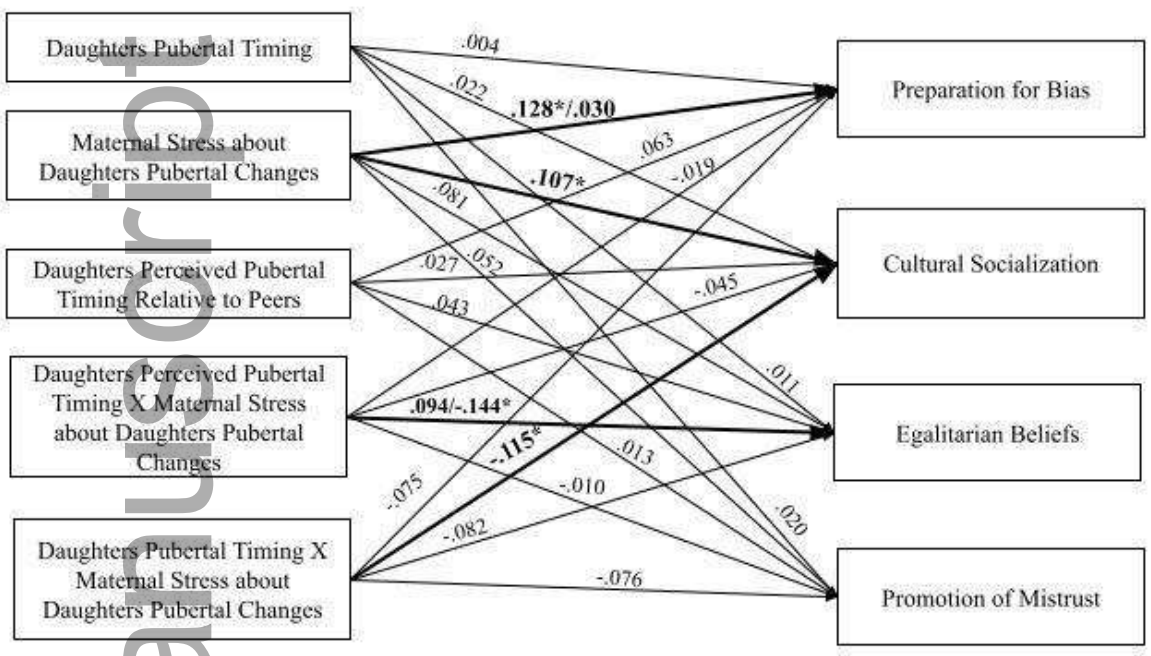 Daughters Pubertal Timing
Maternal Stress about
Daughters Pubertal Changes
Daughters Perceived Pubertal
Timing Relative to Peers
Daughters Perceived Pubertal
Timing X Maternal Stress
about Daughters Pubertal
Changes
Daughters Pubertal Timing X
Maternal Stress about
Daughters Pubertal Changes
.004
.022
.128*/.030
.063
-.019
.107*
.081
.052
.027
.043
-.045
.011
.094/-.144*
-.115*
.013
-.010
-.075
-.082
.020
-.076
Preparation for Bias
Cultural Socialization
Egalitarian Beliefs
Promotion of Mistrust
anuscript